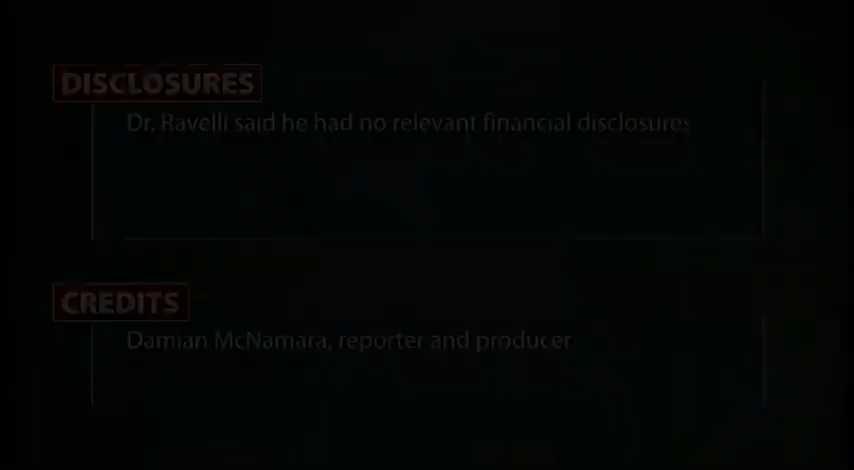 DISCLOSURES
Dr. Ravelli said he had no relevant financial disclosures
CREDITS
Damian McNamara, reporter and producer